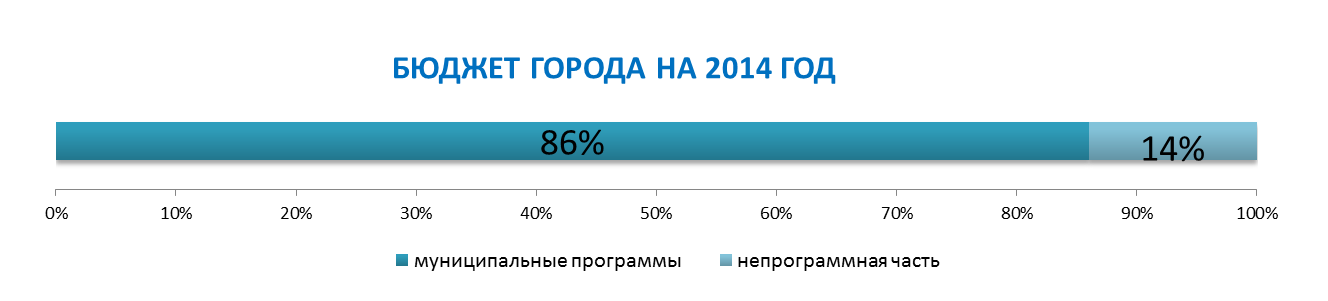 БЮДЖЕТ ГОРОДА НА 2014 ГОД
86% 14%
0% 10% 20% 30% 40% 50% 60% 70% 80% 90% 100%
муниципальные программы непрограммная часть